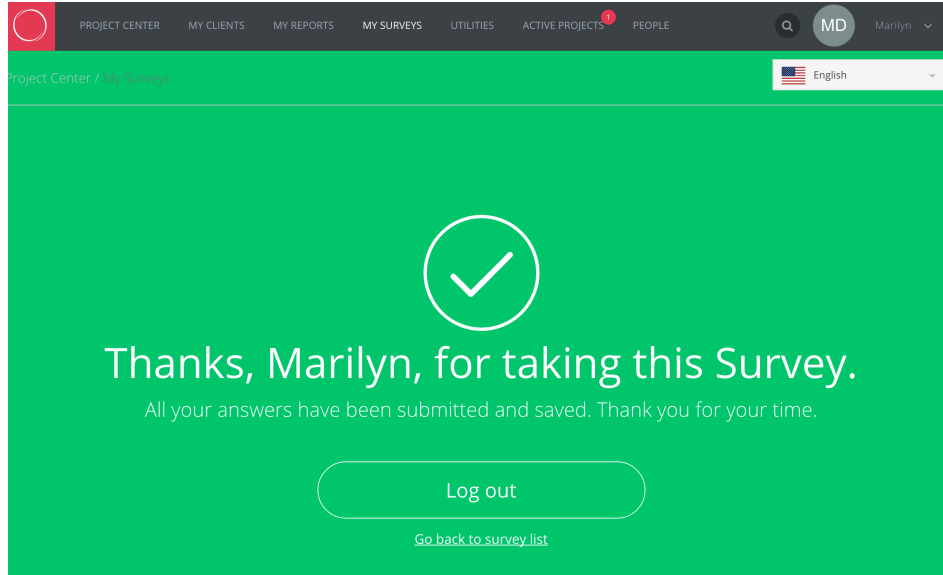 PROJECT CENTER MY CLIENTS MY REPORTS MY SURVEYS UTILITIES ACTIVE PROJECTS 1 PEOPLE MD Marilyn
Project Center / My Surveys English
Thanks, Marilyn, for taking this Survey.
All your answers have been submitted and saved. Thank you for your time.
Log out
Go back to survey list